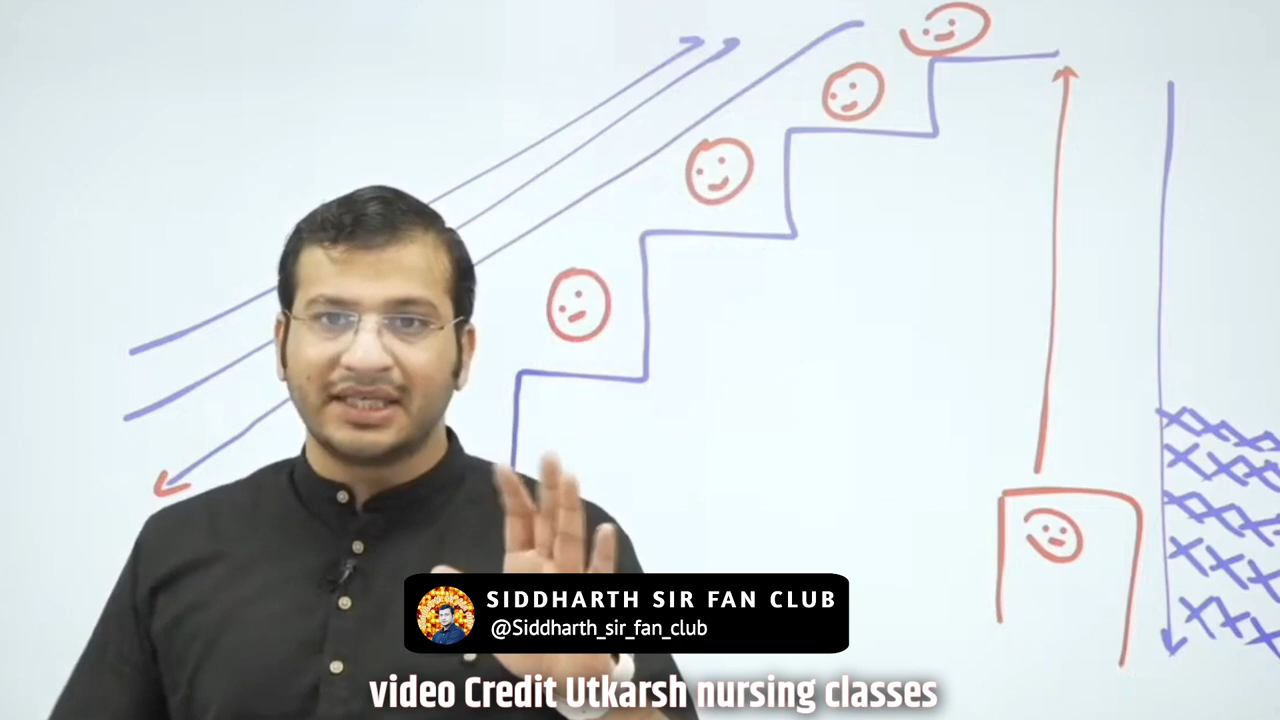 SIDDHARTH SIR FAN CLUB
@Siddharth_sir_fan_club
video Credit Utkarsh nursing classes